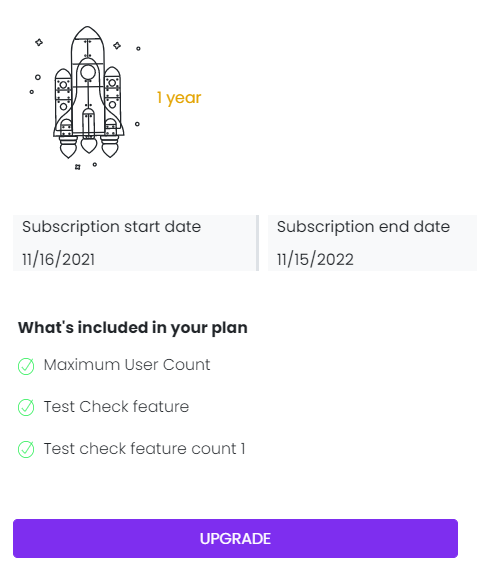 1 year
Subscription start date
11/16/2021
Subscription end date
11/15/2022
What's included in your plan
Maximum User Count
Test Check feature
Test check feature count 1
UPGRADE